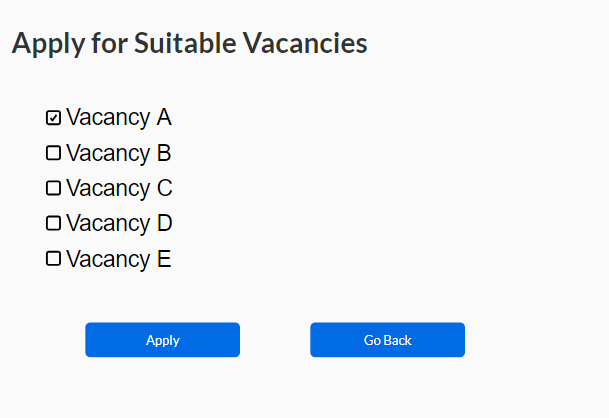 Apply for Suitable Vacancies
Vacancy A
Vacancy B
Vacancy C
Vacancy D
Vacancy E
Apply
Go Back